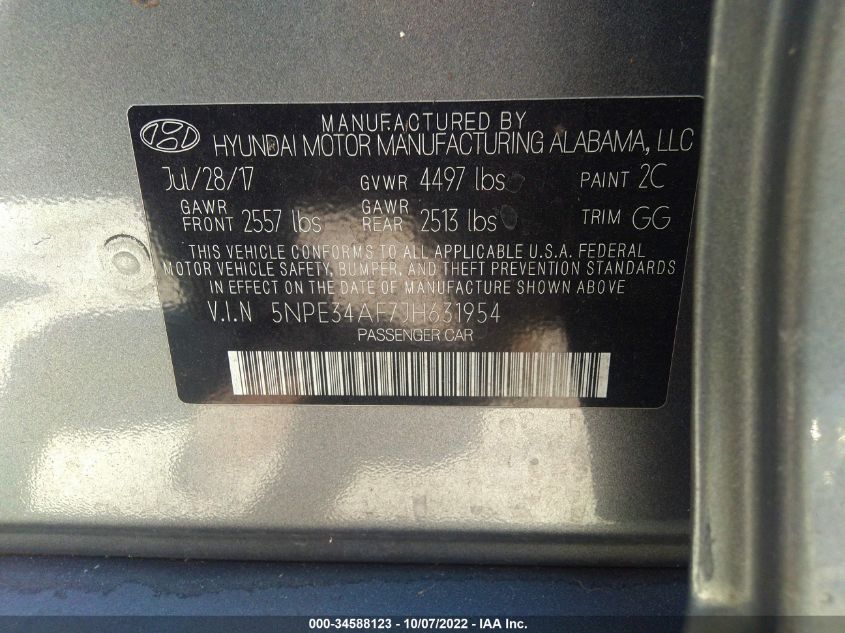 MANUFACTURED BY
HYUNDAI MOTOR MANUFACTURING ALABAMA, LLC
Jul/28/17 GVWR 4497 lbs PAINT 2C
GAWR FRONT 2557 lbs GAWR REAR 2513 lbs TRIM GG
THIS VEHICLE CONFORMS TO ALL APPLICABLE U.S.A. FEDERAL
MOTOR VEHICLE SAFETY, BUMPER, AND THEFT PREVENTION STANDARDS
IN EFFECT ON THE DATE OF MANUFACTURE SHOWN ABOVE
V.I.N 5NPE34AF7JH631954
PASSENGER CAR
000-34588123 - 10/07/2022 - IAA Inc.